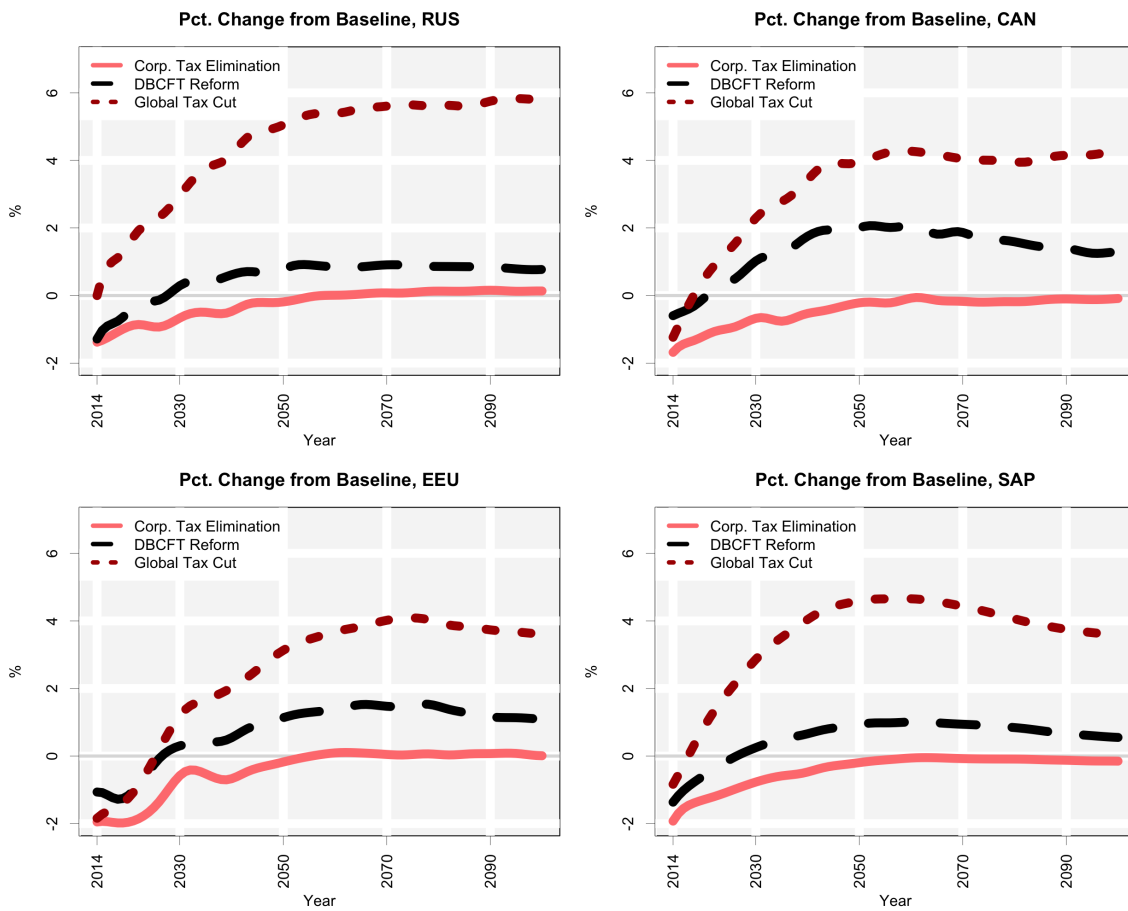 Pct. Change from Baseline, RUS
Corp. Tax Elimination
DBCFT Reform
Global Tax Cut
6
4
2
0
-2
%
2014
2030
2050
2070
2090
Year
Pct. Change from Baseline, CAN
Corp. Tax Elimination
DBCFT Reform
Global Tax Cut
6
4
2
0
-2
%
2014
2030
2050
2070
2090
Year
Pct. Change from Baseline, EEU
Corp. Tax Elimination
DBCFT Reform
Global Tax Cut
6
4
2
0
-2
%
2014
2030
2050
2070
2090
Year
Pct. Change from Baseline, SAP
Corp. Tax Elimination
DBCFT Reform
Global Tax Cut
6
4
2
0
-2
%
2014
2030
2050
2070
2090
Year